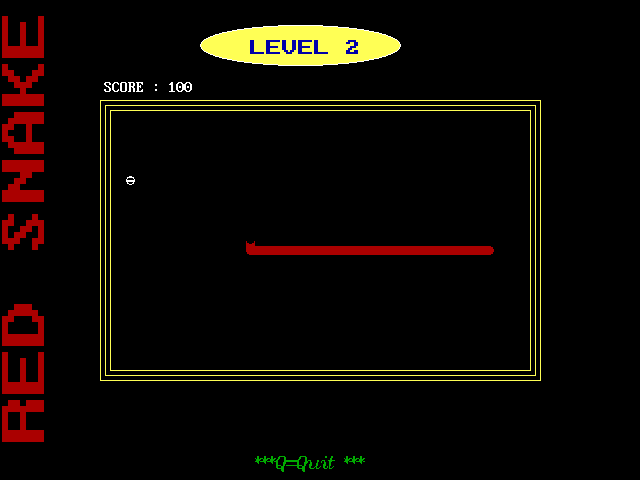 LEVEL 2
SCORE : 100
RED SNAKE
***Q=Quit ***